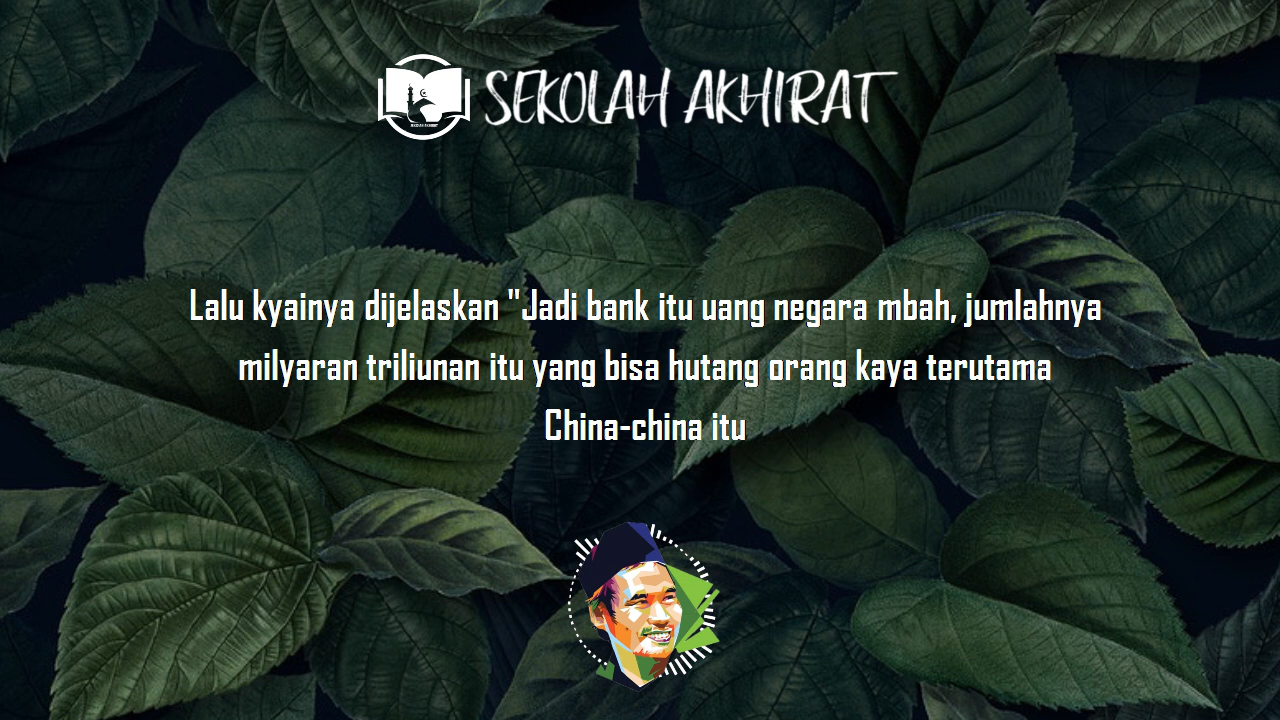 SEKOLAH AKHIRAT
Lalu kyainya dijelaskan "Jadi bank itu uang negara mbah, jumlahnya
milyaran triliunan itu yang bisa hutang orang kaya terutama
China-china itu